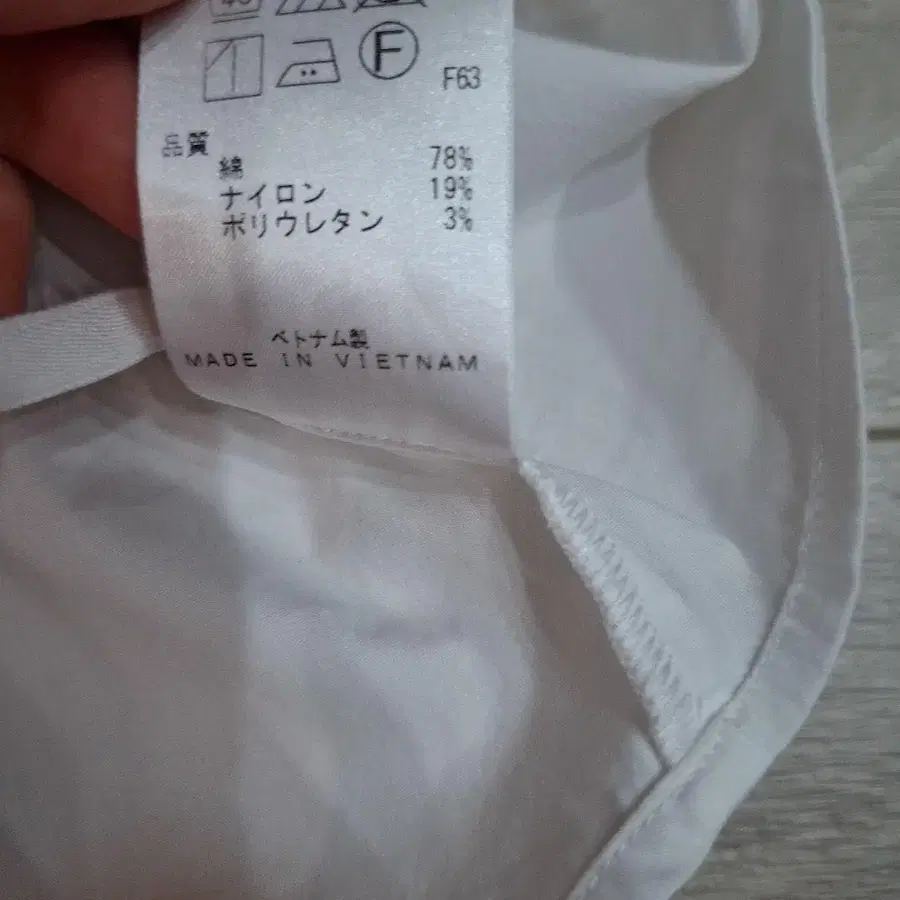 40
F
F63
品質
綿 78%
ナイロン 19%
ポリウレタン 3%
ベトナム製
MADE IN VIETNAM